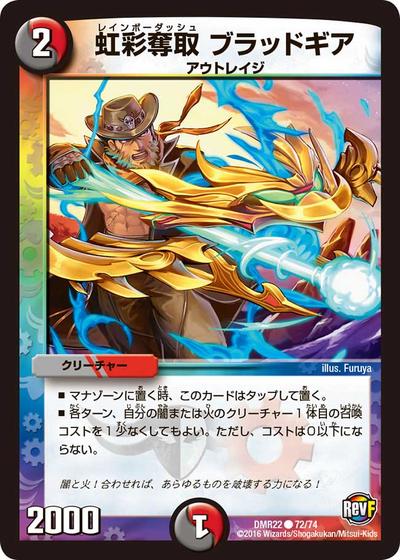 レインボーダッシュ
2 虹彩奪取 ブラッドギア
アウトレイジ
クリーチャー
illus. Furuya
■ マナゾーンに置く時、このカードはタップして置く。
■ 各ターン、自分の闇または火のクリーチャー1体目の召喚
コストを1少なくしてもよい。ただし、コストは0以下にな
らない。
闇と火！合わせれば、あらゆるものを破壊する力になる！
RevF
2000
1
DMR22 ● 72/74
©2016 Wizards/Shogakukan/Mitsui-Kids